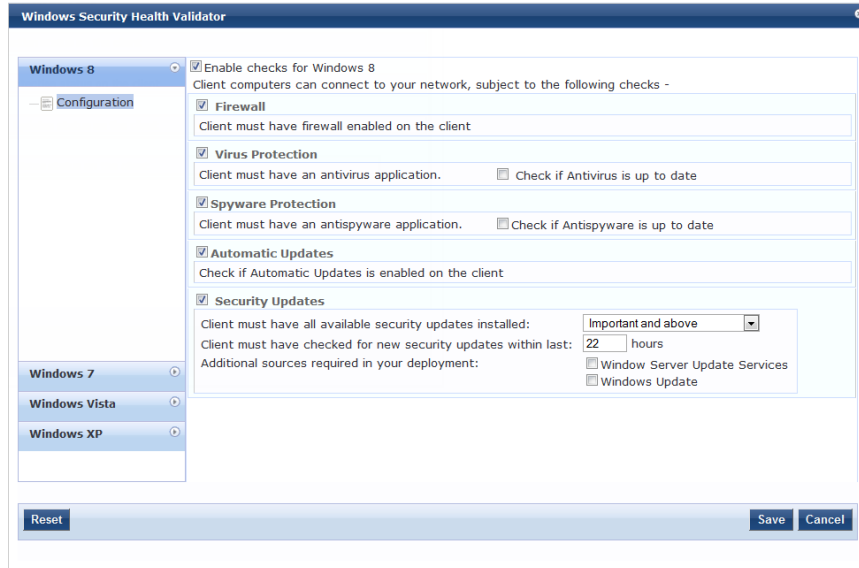 Windows Security Health Validator
Windows 8
Configuration
Windows 7
Windows Vista
Windows XP
Enable checks for Windows 8
Client computers can connect to your network, subject to the following checks -
Firewall
Client must have firewall enabled on the client
Virus Protection
Client must have an antivirus application. Check if Antivirus is up to date
Spyware Protection
Client must have an antispyware application. Check if Antispyware is up to date
Automatic Updates
Check if Automatic Updates is enabled on the client
Security Updates
Client must have all available security updates installed: Important and above
Client must have checked for new security updates within last: 22 hours
Additional sources required in your deployment: Window Server Update Services
Windows Update
Reset Save Cancel